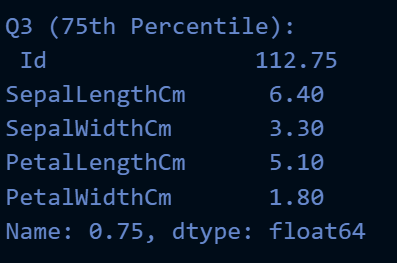 Q3 (75th Percentile):
Id 112.75
SepalLengthCm 6.40
SepalWidthCm 3.30
PetalLengthCm 5.10
PetalWidthCm 1.80
Name: 0.75, dtype: float64